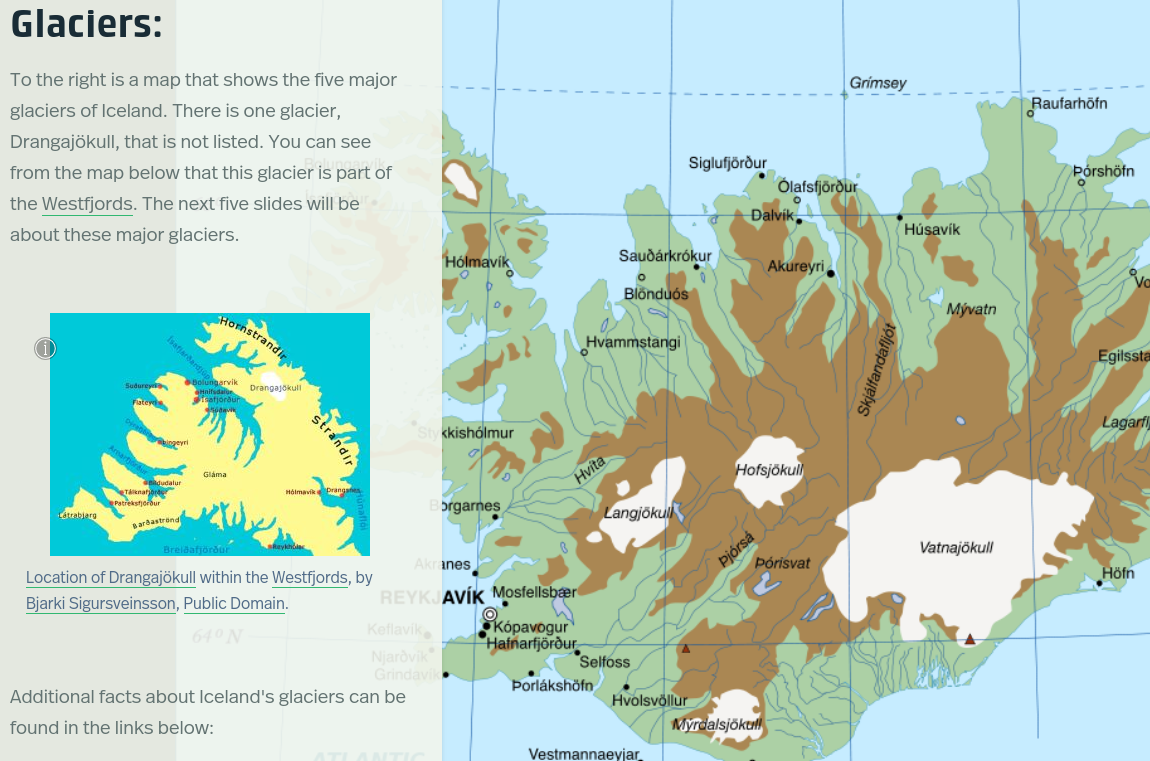 Glaciers:
To the right is a map that shows the five major
glaciers of Iceland. There is one glacier,
Drangajökull, that is not listed. You can see
from the map below that this glacier is part of
the Westfjords. The next five slides will be
about these major glaciers.
Hornstrandir
Bolungarvík
Drangajökull
Suðureyri
Hnífsdalur
Ísafjörður
Flateyri
Súðavík
Strandir
Þingeyri
Gláma
Bíldudalur
Tálknafjörður
Hólmavík
Drangsnes
Patreksfjörður
Látrabjarg
Barðaströnd
Breiðafjörður
Reykhólar
Location of Drangajökull within the Westfjords, by
Bjarki Sigursveinsson, Public Domain.
Additional facts about Iceland's glaciers can be
found in the links below:
Grímsey
Raufarhöfn
Bolungarvík
Siglufjörður
Þórshöfn
Ólafsfjörður
Dalvík
Húsavík
Hólmavík
Sauðárkrókur
Akureyri
Blönduós
Vo
Mývatn
Hvammstangi
Egilssta
Skjálfandafljót
Stykkishólmur
Lagarflj
Hvíta
Hofsjökull
Borgarnes
Langjökull
Vatnajökull
Þjórsá
Þórisvat
Akranes
Höfn
REYKJAVÍK
Mosfellsbær
Kópavogur
Keflavík
64° N
Hafnarfjörður
Njarðvík
Selfoss
Grindavík
Þorlákshöfn
Hvolsvöllur
Myrdalsjökull
ATLANTIC
Vestmannaeyjar